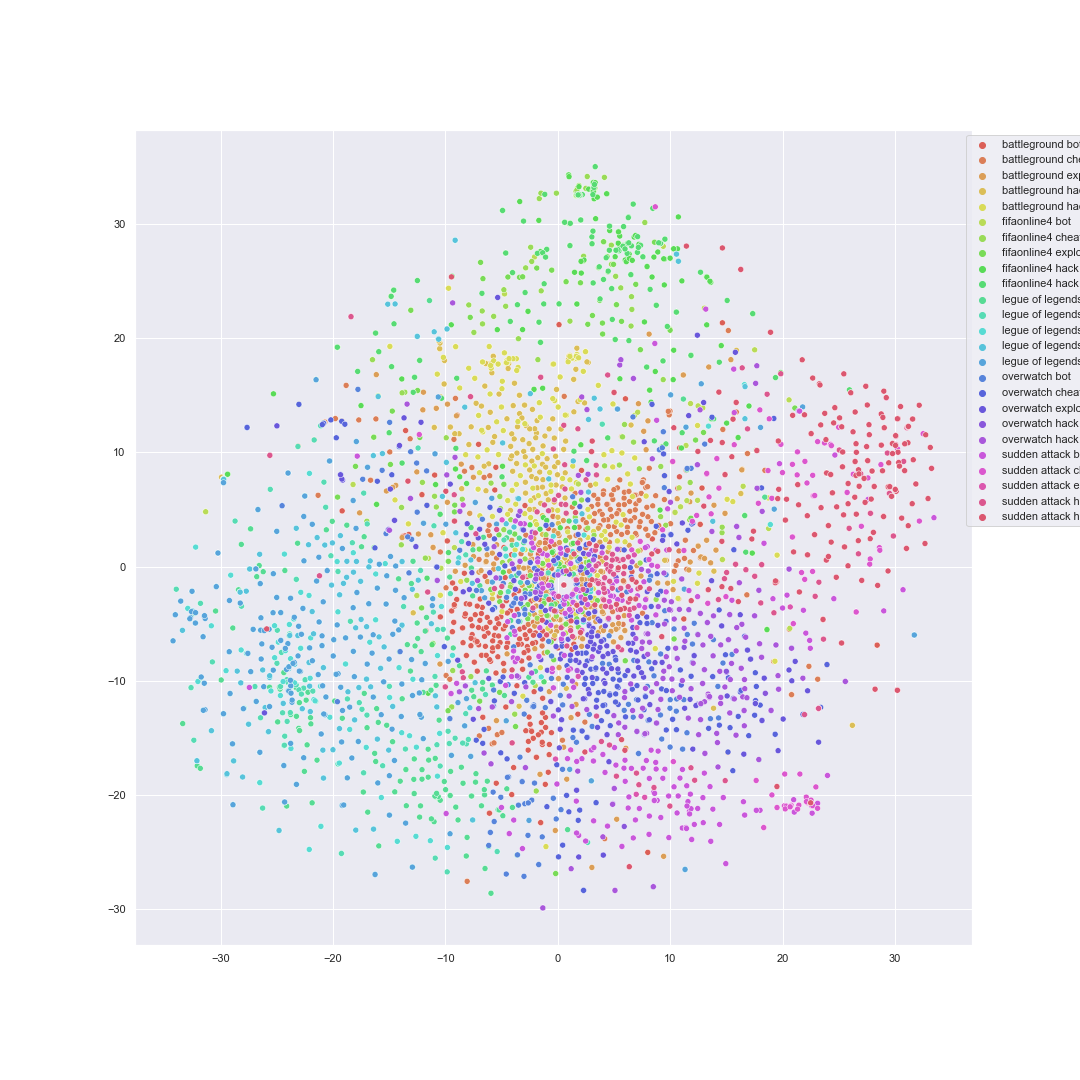 battleground bot
battleground che
battleground exp
battleground hac
battleground hac
fifaonline4 bot
fifaonline4 chea
fifaonline4 explo
fifaonline4 hack
fifaonline4 hack
legue of legends
legue of legends
legue of legends
legue of legends
legue of legends
overwatch bot
overwatch cheat
overwatch explo
overwatch hack
overwatch hack
sudden attack b
sudden attack cl
sudden attack e
sudden attack h
sudden attack h
30
20
10
0
−10
−20
−30
−30
−20
−10
0
10
20
30